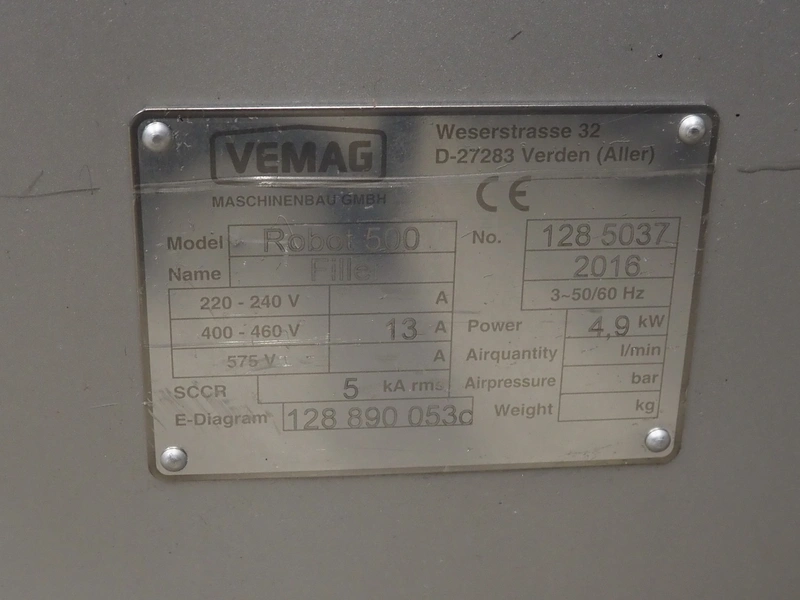 VEMAG
MASCHINENBAU GMBH
Weserstrasse 32
D-27283 Verden (Aller)
CE
Model Robot 500
Name
220 - 240 V A
400 - 460 V 13 A
575 V A
SCCR 5 kA rms
E-Diagram 128 890 053c
No. 128 5037
2016
3~50/60 Hz
Power 4,9 kW
Airquantity l/min
Airpressure bar
Weight kg